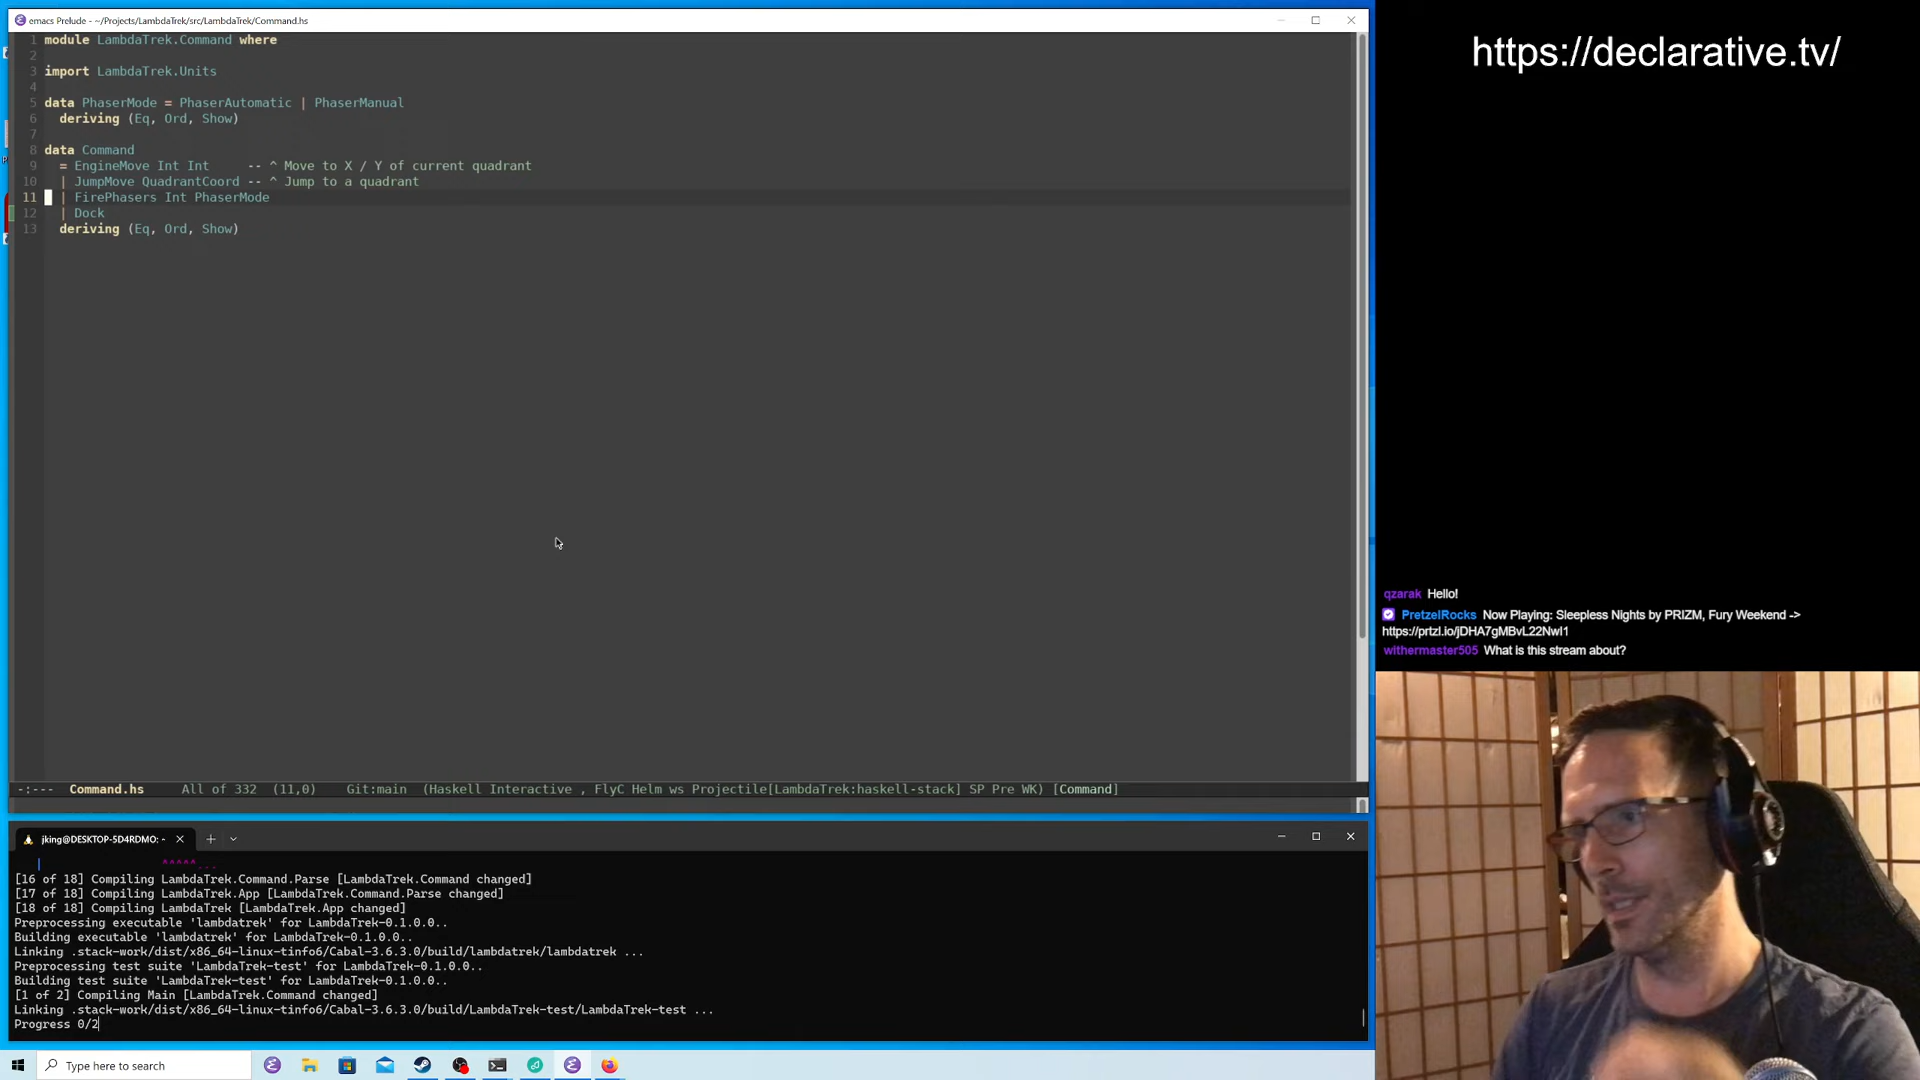 emacs Prelude - ~/Projects/LambdaTrek/src/LambdaTrek/Command.hs
1 module LambdaTrek.Command where
2
3 import LambdaTrek.Units
4
5 data PhaserMode = PhaserAutomatic | PhaserManual
6 deriving (Eq, Ord, Show)
7
8 data Command
9 = EngineMove Int Int -- ^ Move to X / Y of current quadrant
10 | JumpMove QuadrantCoord -- ^ Jump to a quadrant
11 | FirePhasers Int PhaserMode
12 | Dock
13 deriving (Eq, Ord, Show)
-:--- Command.hs All of 332 (11,0) Git:main (Haskell Interactive , FlyC Helm ws Projectile[LambdaTrek:haskell-stack] SP Pre WK) [Command]
jking@DESKTOP-5D4RDMO: ~
| ^^^^^...
[16 of 18] Compiling LambdaTrek.Command.Parse [LambdaTrek.Command changed]
[17 of 18] Compiling LambdaTrek.App [LambdaTrek.Command.Parse changed]
[18 of 18] Compiling LambdaTrek [LambdaTrek.App changed]
Preprocessing executable 'lambdatrek' for LambdaTrek-0.1.0.0..
Building executable 'lambdatrek' for LambdaTrek-0.1.0.0..
Linking .stack-work/dist/x86_64-linux-tinfo6/Cabal-3.6.3.0/build/lambdatrek/lambdatrek ...
Preprocessing test suite 'LambdaTrek-test' for LambdaTrek-0.1.0.0..
Building test suite 'LambdaTrek-test' for LambdaTrek-0.1.0.0..
[1 of 2] Compiling Main [LambdaTrek.Command changed]
Linking .stack-work/dist/x86_64-linux-tinfo6/Cabal-3.6.3.0/build/LambdaTrek-test/LambdaTrek-test ...
Progress 0/2
Type here to search
https://declarative.tv/
qzarak Hello!
PretzelRocks Now Playing: Sleepless Nights by PRIZM, Fury Weekend ->
https://prtzl.io/jDHA7gMBvL22NwI1
withermaster505 What is this stream about?